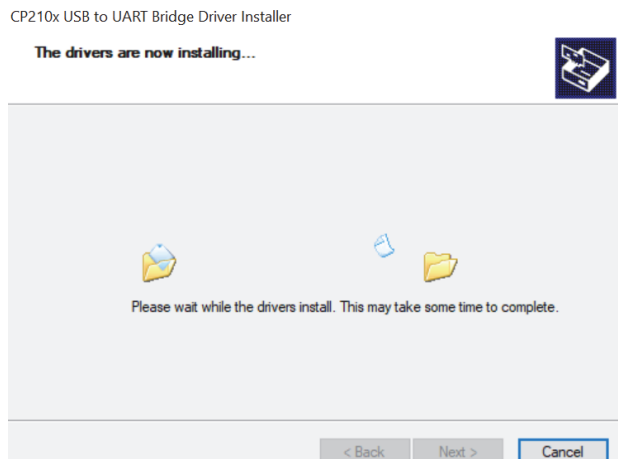 CP210x USB to UART Bridge Driver Installer
The drivers are now installing...
Please wait while the drivers install. This may take some time to complete.
< Back Next > Cancel